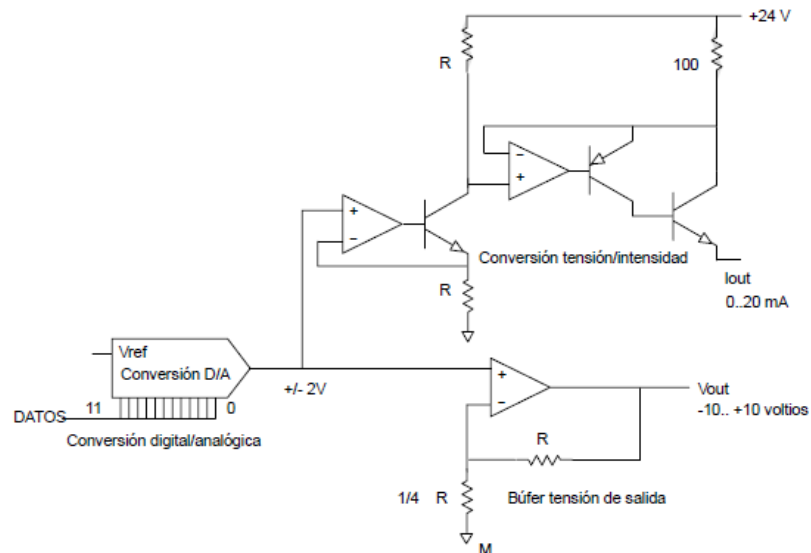 +24 V
R
100
−
+
+
−
Conversión tensión/intensidad
Iout
0..20 mA
R
Vref
Conversión D/A
+/- 2V
DATOS
11
0
Conversión digital/analógica
+
−
Vout
-10.. +10 voltios
R
1/4 R
Búfer tensión de salida
M